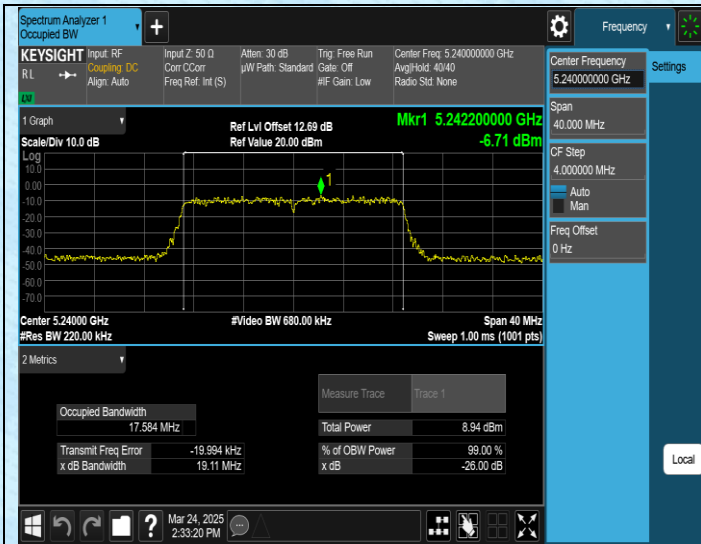 Spectrum Analyzer 1
Occupied BW
Frequency
KEYSIGHT
RL
LXI
Input: RF
Coupling: DC
Align: Auto
Input Z: 50 Ω
Corr CCorr
Freq Ref: Int (S)
Atten: 30 dB
µW Path: Standard
Trig: Free Run
Gate: Off
#IF Gain: Low
Center Freq: 5.240000000 GHz
Avg|Hold: 40/40
Radio Std: None
Center Frequency
5.240000000 GHz
Settings
Span
40.000 MHz
CF Step
4.000000 MHz
Auto
Man
Freq Offset
0 Hz
1 Graph
Scale/Div 10.0 dB
Ref Lvl Offset 12.69 dB
Ref Value 20.00 dBm
Mkr1 5.242200000 GHz
-6.71 dBm
Log
10.0
0.00
-10.0
-20.0
-30.0
-40.0
-50.0
-60.0
-70.0
1
Center 5.24000 GHz
#Video BW 680.00 kHz
Span 40 MHz
#Res BW 220.00 kHz
Sweep 1.00 ms (1001 pts)
2 Metrics
Measure Trace
Trace 1
Occupied Bandwidth
17.584 MHz
Total Power
8.94 dBm
Transmit Freq Error
-19.994 kHz
% of OBW Power
99.00 %
x dB Bandwidth
19.11 MHz
x dB
-26.00 dB
Local
?
Mar 24, 2025
2:33:20 PM